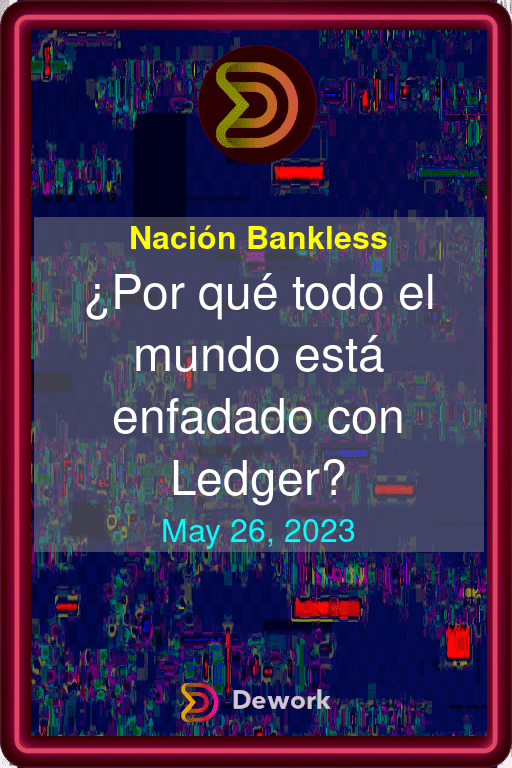 Nación Bankless
¿Por qué todo el
mundo está
enfadado con
Ledger?
May 26, 2023
Dework